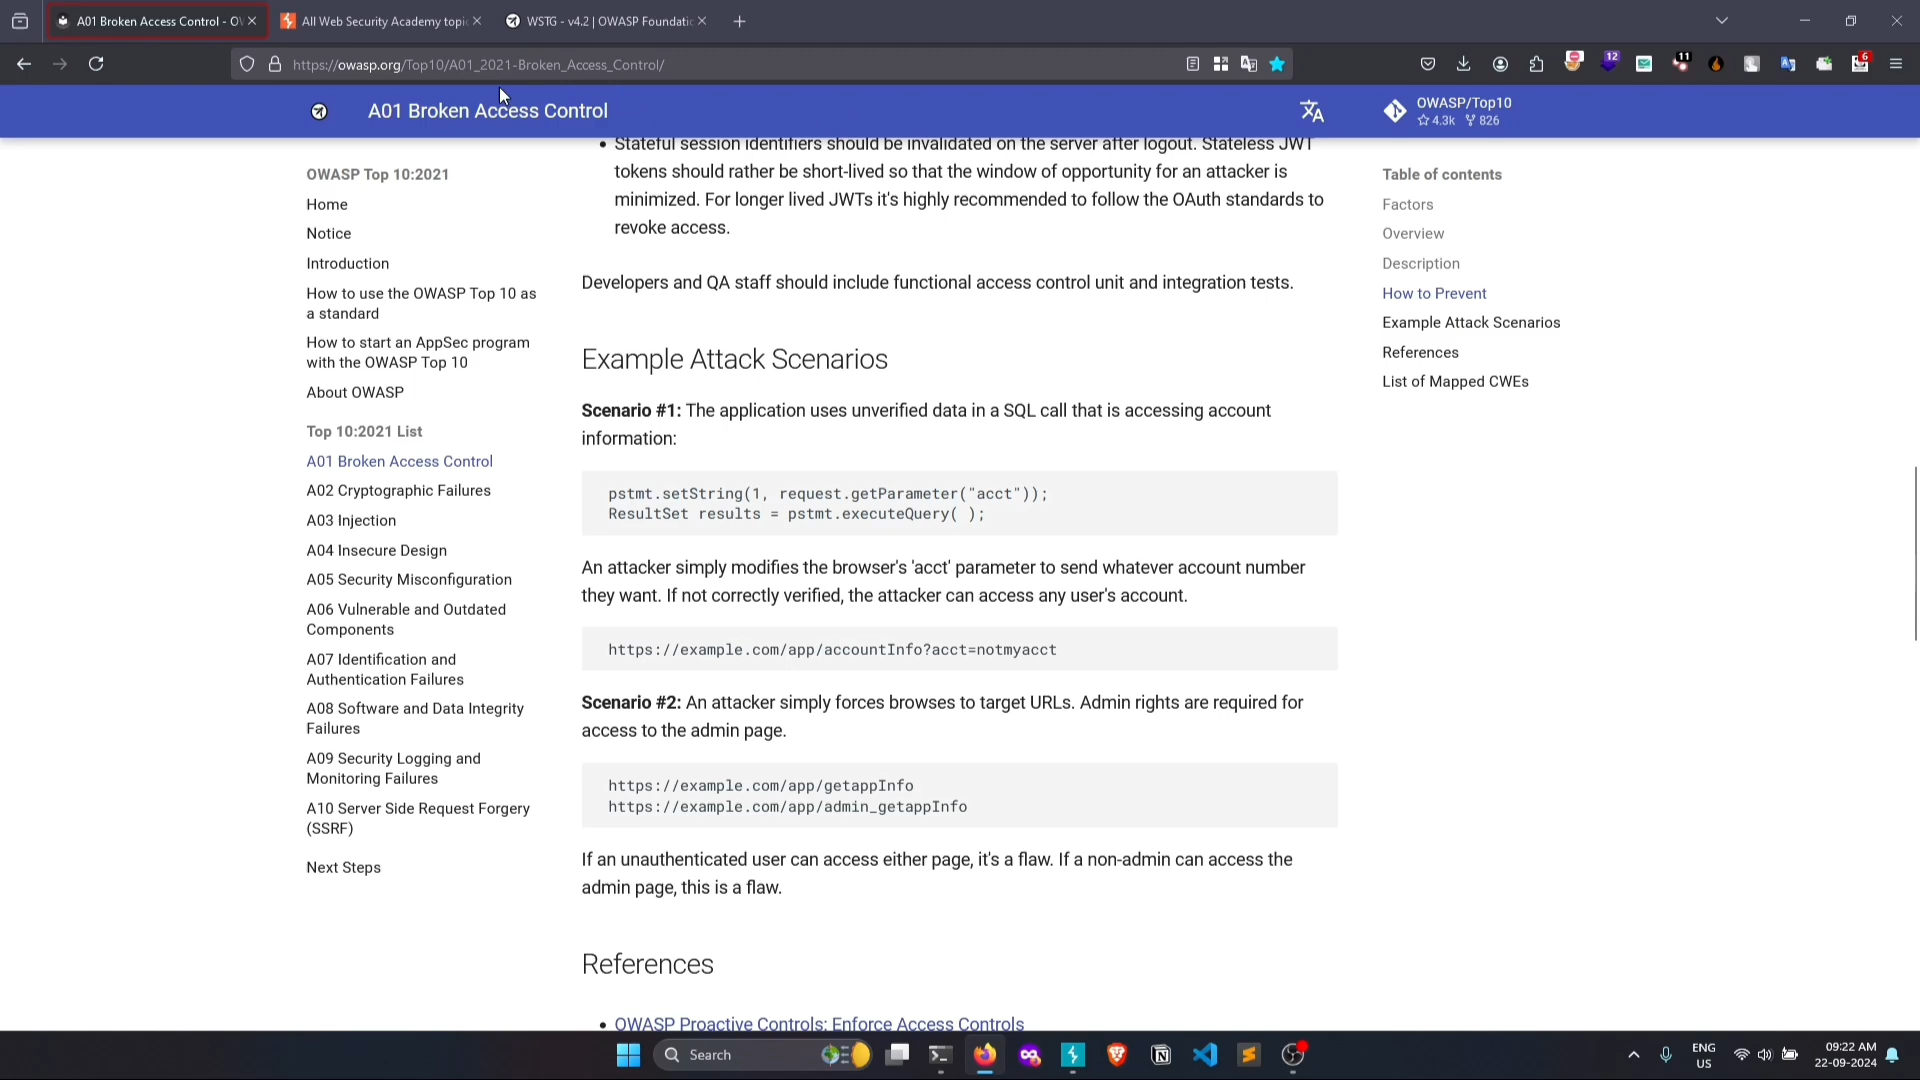 A01 Broken Access Control - O
All Web Security Academy topi
WSTG - v4.2 | OWASP Foundati
https://owasp.org/Top10/A01_2021-Broken_Access_Control/
12
11
6
A01 Broken Access Control
OWASP/Top10
4.3k 826
OWASP Top 10:2021
Home
Notice
Introduction
How to use the OWASP Top 10 as
a standard
How to start an AppSec program
with the OWASP Top 10
About OWASP
Top 10:2021 List
A01 Broken Access Control
A02 Cryptographic Failures
A03 Injection
A04 Insecure Design
A05 Security Misconfiguration
A06 Vulnerable and Outdated
Components
A07 Identification and
Authentication Failures
A08 Software and Data Integrity
Failures
A09 Security Logging and
Monitoring Failures
A10 Server Side Request Forgery
(SSRF)
Next Steps
Stateful session identifiers should be invalidated on the server after logout. Stateless JWT
tokens should rather be short-lived so that the window of opportunity for an attacker is
minimized. For longer lived JWTs it's highly recommended to follow the OAuth standards to
revoke access.
Developers and QA staff should include functional access control unit and integration tests.
Example Attack Scenarios
Scenario #1: The application uses unverified data in a SQL call that is accessing account
information:
pstmt.setString(1, request.getParameter("acct"));
ResultSet results = pstmt.executeQuery( );
An attacker simply modifies the browser's 'acct' parameter to send whatever account number
they want. If not correctly verified, the attacker can access any user's account.
https://example.com/app/accountInfo?acct=notmyacct
Scenario #2: An attacker simply forces browses to target URLs. Admin rights are required for
access to the admin page.
https://example.com/app/getappInfo
https://example.com/app/admin_getappInfo
If an unauthenticated user can access either page, it's a flaw. If a non-admin can access the
admin page, this is a flaw.
References
OWASP Proactive Controls: Enforce Access Controls
Table of contents
Factors
Overview
Description
How to Prevent
Example Attack Scenarios
References
List of Mapped CWEs
Search
ENG
US
09:22 AM
22-09-2024